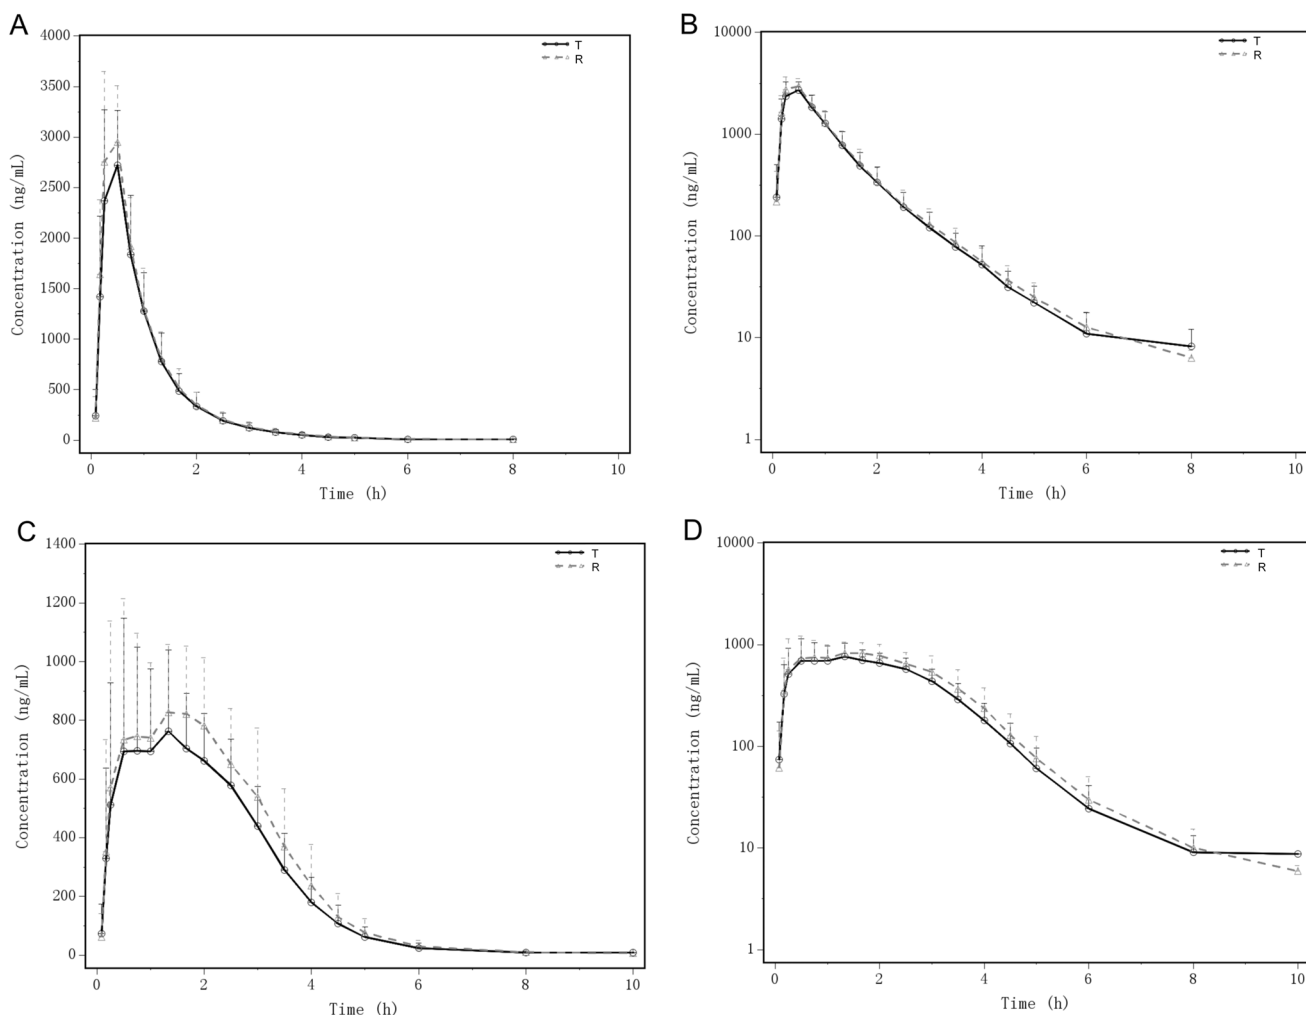 A
4000
3500
3000
2500
2000
1500
1000
500
0
Concentration (ng/mL)
0 2 4 6 8 10
Time (h)
T
R
B
10000
1000
100
10
1
Concentration (ng/mL)
0 2 4 6 8 10
Time (h)
T
R
C
1400
1200
1000
800
600
400
200
0
Concentration (ng/mL)
0 2 4 6 8 10
Time (h)
T
R
D
10000
1000
100
10
1
Concentration (ng/mL)
0 2 4 6 8 10
Time (h)
T
R